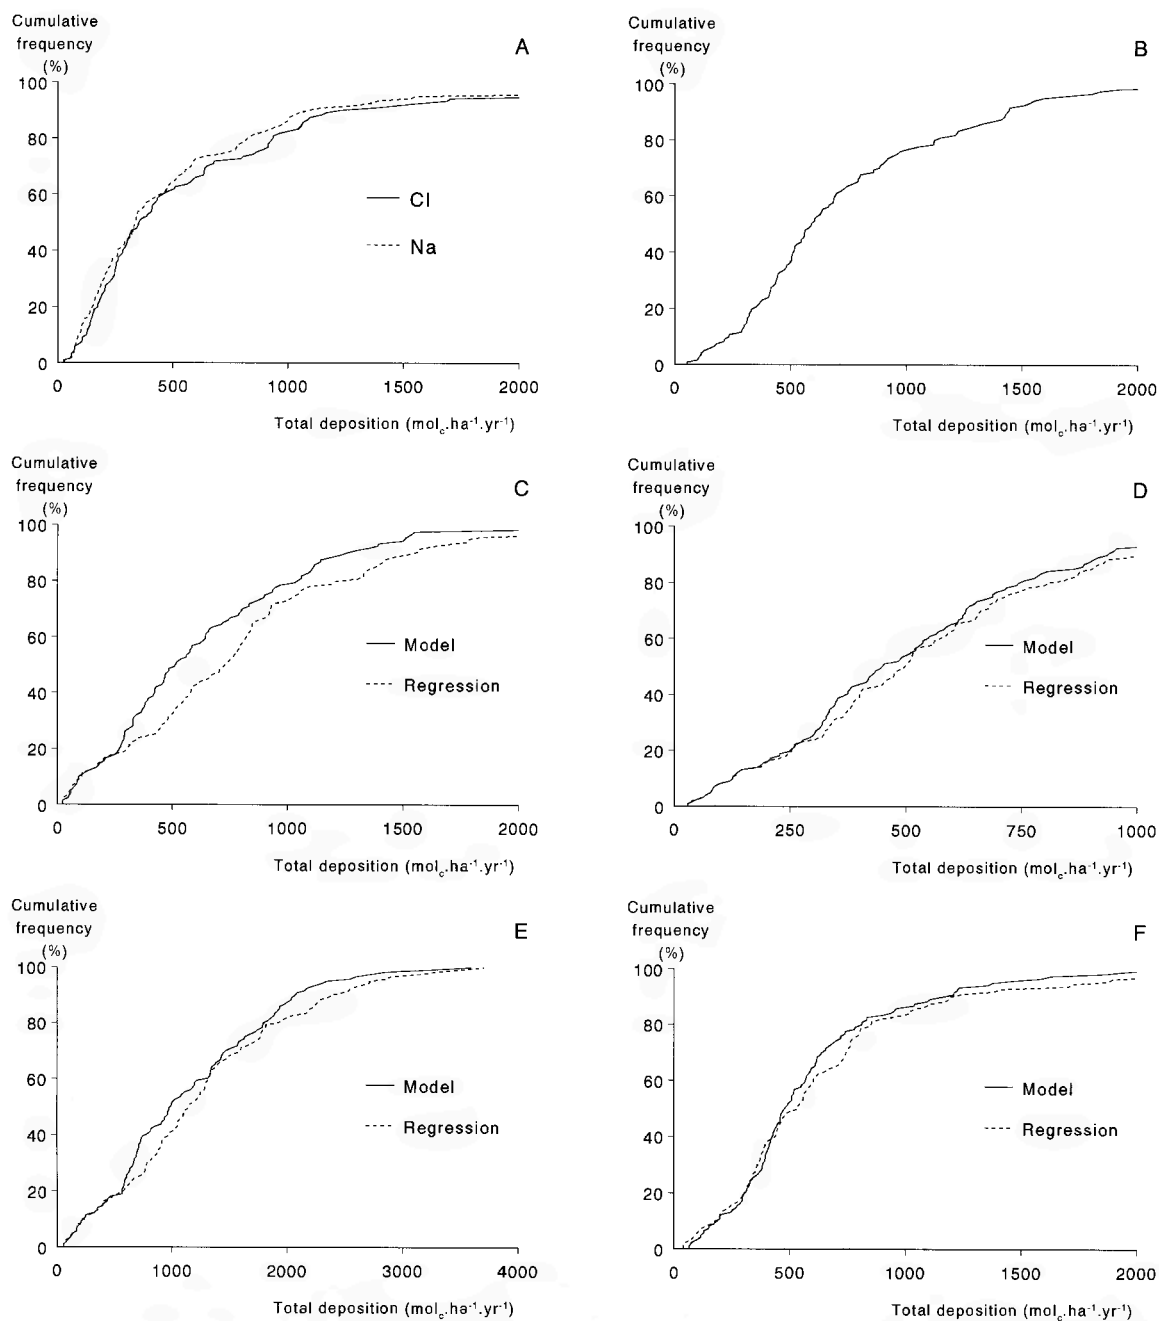 Cumulative
frequency
(%)
A
100
80
60
40
20
0
Cl
Na
0 500 1000 1500 2000
Total deposition (molc.ha-1.yr-1)
Cumulative
frequency
(%)
B
100
80
60
40
20
0
0 500 1000 1500 2000
Total deposition (molc.ha-1.yr-1)
Cumulative
frequency
(%)
C
100
80
60
40
20
0
Model
Regression
0 500 1000 1500 2000
Total deposition (molc.ha-1.yr-1)
Cumulative
frequency
(%)
D
100
80
60
40
20
0
Model
Regression
0 250 500 750 1000
Total deposition (molc.ha-1.yr-1)
Cumulative
frequency
(%)
E
100
80
60
40
20
0
Model
Regression
0 1000 2000 3000 4000
Total deposition (molc.ha-1.yr-1)
Cumulative
frequency
(%)
F
100
80
60
40
20
0
Model
Regression
0 500 1000 1500 2000
Total deposition (molc.ha-1.yr-1)